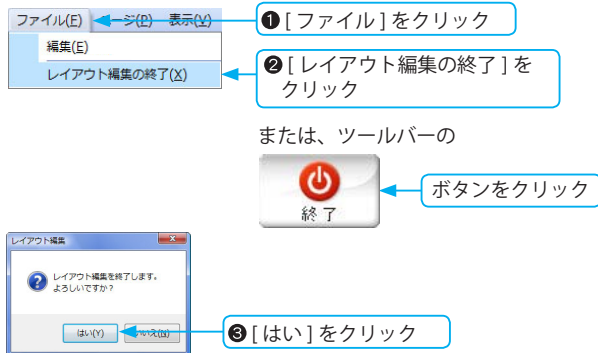 ファイル(F) ージ(P) 表示(V)
❶[ファイル]をクリック
編集(E)
レイアウト編集の終了(X)
❷[レイアウト編集の終了]を
クリック
または、ツールバーの
終了
ボタンをクリック
レイアウト編集
レイアウト編集を終了します。
よろしいですか?
はい(Y) いいえ(N)
❸[はい]をクリック